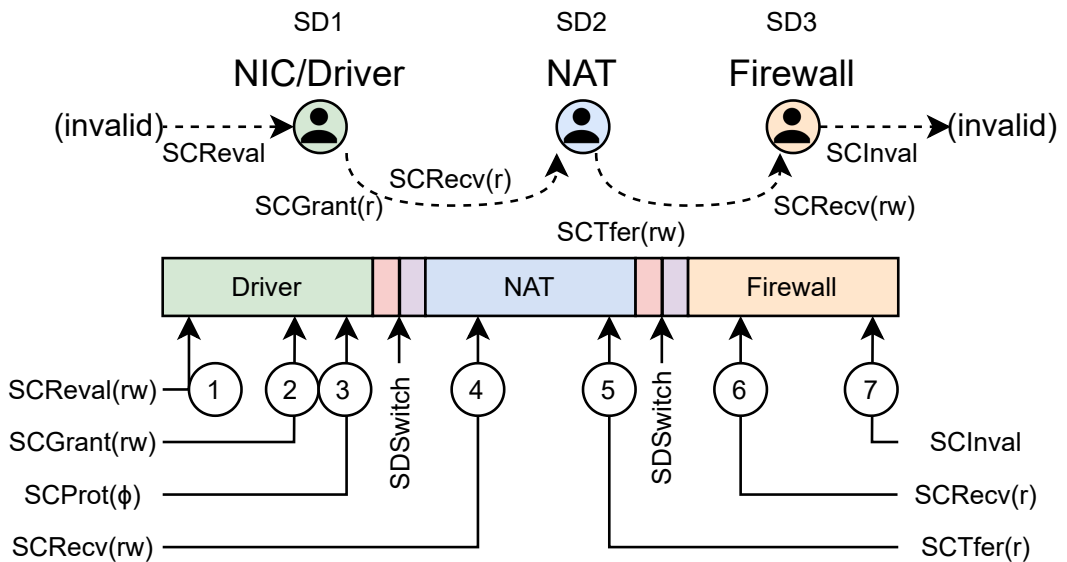 SD1 SD2 SD3
NIC/Driver NAT Firewall
(invalid) (invalid)
SCReval SCInval
SCRecv(r)
SCGrant(r) SCRecv(rw)
SCTfer(rw)
Driver NAT Firewall
SCReval(rw) 1 2 3 4 5 6 7
SDSwitch SDSwitch
SCGrant(rw) SCInval
SCProt(ϕ) SCRecv(r)
SCRecv(rw) SCTfer(r)